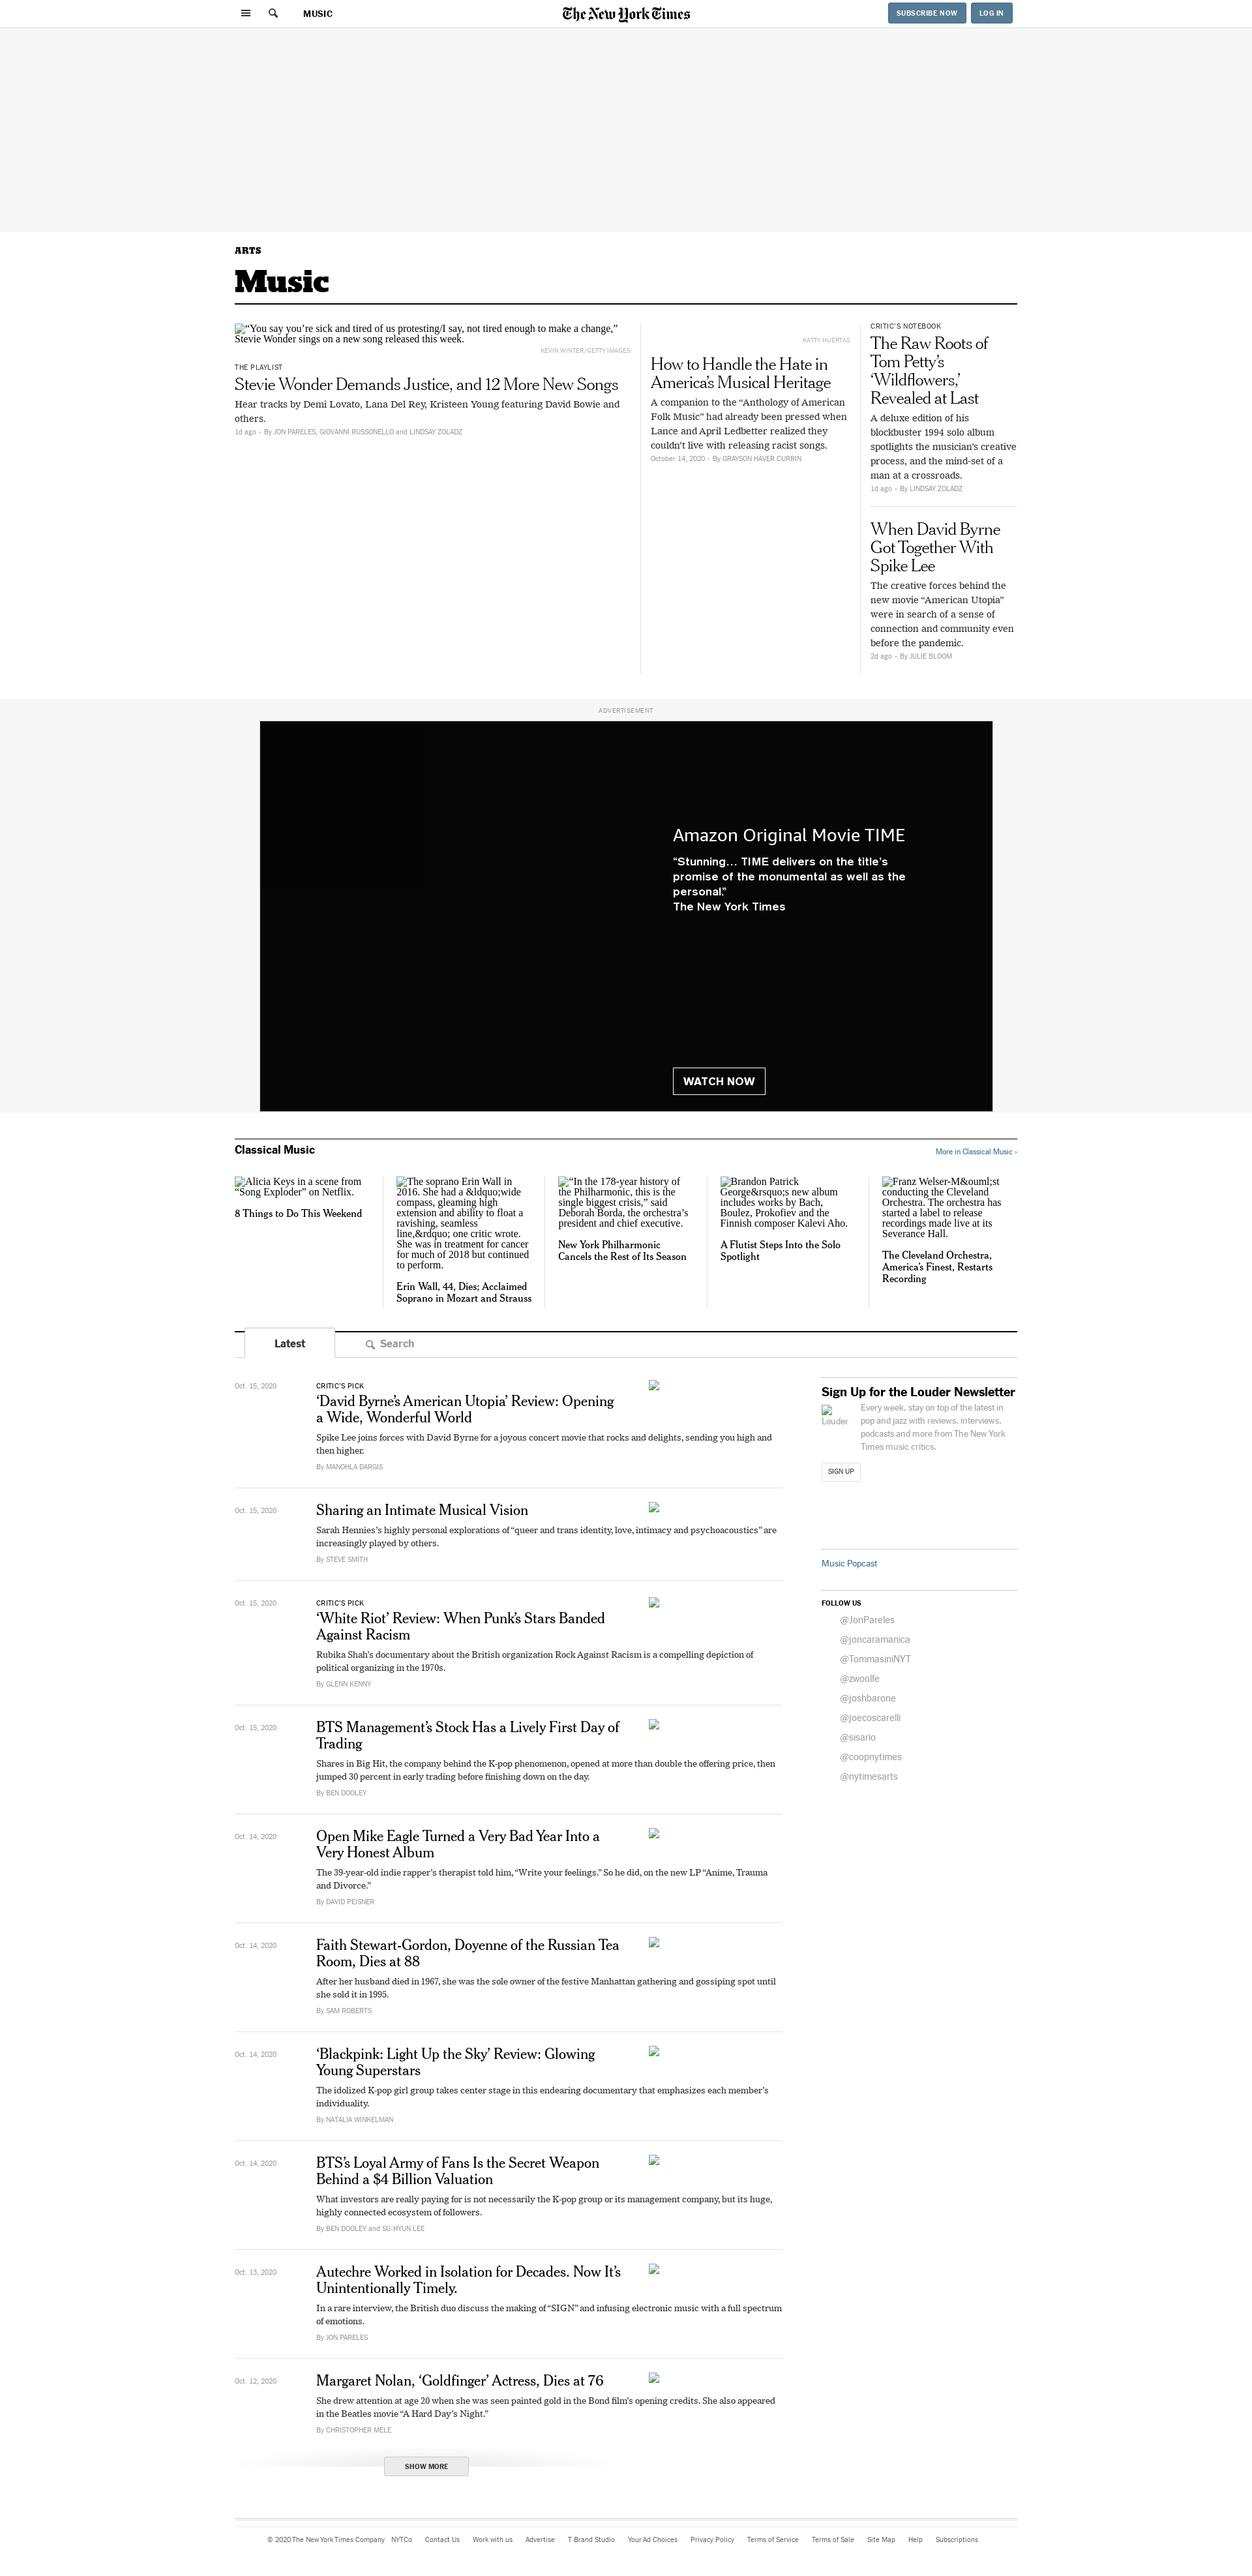 MUSIC
The New York Times
SUBSCRIBE NOW
LOG IN
ARTS
Music
“You say you’re sick and tired of us protesting/I say, not tired enough to make a change,”
Stevie Wonder sings on a new song released this week.
KEVIN WINTER/GETTY IMAGES
THE PLAYLIST
Stevie Wonder Demands Justice, and 12 More New Songs
Hear tracks by Demi Lovato, Lana Del Rey, Kristeen Young featuring David Bowie and
others.
1d ago - By JON PARELES, GIOVANNI RUSSONELLO and LINDSAY ZOLADZ
KATTY HUERTAS
How to Handle the Hate in
America’s Musical Heritage
A companion to the “Anthology of American
Folk Music” had already been pressed when
Lance and April Ledbetter realized they
couldn’t live with releasing racist songs.
October 14, 2020 - By GRAYSON HAVER CURRIN
CRITIC’S NOTEBOOK
The Raw Roots of
Tom Petty’s
‘Wildflowers,’
Revealed at Last
A deluxe edition of his
blockbuster 1994 solo album
spotlights the musician’s creative
process, and the mind-set of a
man at a crossroads.
1d ago - By LINDSAY ZOLADZ
When David Byrne
Got Together With
Spike Lee
The creative forces behind the
new movie “American Utopia”
were in search of a sense of
connection and community even
before the pandemic.
2d ago - By JULIE BLOOM
ADVERTISEMENT
Amazon Original Movie TIME
“Stunning… TIME delivers on the title’s
promise of the monumental as well as the
personal.”
The New York Times
WATCH NOW
Classical Music
More in Classical Music ›
Alicia Keys in a scene from
“Song Exploder” on Netflix.
8 Things to Do This Weekend
The soprano Erin Wall in
2016. She had a &ldquo;wide
compass, gleaming high
extension and ability to float a
ravishing, seamless
line,&rdquo; one critic wrote.
She was in treatment for cancer
for much of 2018 but continued
to perform.
Erin Wall, 44, Dies; Acclaimed
Soprano in Mozart and Strauss
“In the 178-year history of
the Philharmonic, this is the
single biggest crisis,” said
Deborah Borda, the orchestra’s
president and chief executive.
New York Philharmonic
Cancels the Rest of Its Season
Brandon Patrick
George&rsquo;s new album
includes works by Bach,
Boulez, Prokofiev and the
Finnish composer Kalevi Aho.
A Flutist Steps Into the Solo
Spotlight
Franz Welser-M&ouml;st
conducting the Cleveland
Orchestra. The orchestra has
started a label to release
recordings made live at its
Severance Hall.
The Cleveland Orchestra,
America’s Finest, Restarts
Recording
Latest
Search
Oct. 15, 2020
CRITIC’S PICK
‘David Byrne’s American Utopia’ Review: Opening
a Wide, Wonderful World
Spike Lee joins forces with David Byrne for a joyous concert movie that rocks and delights, sending you high and
then higher.
By MANOHLA DARGIS
Oct. 15, 2020
Sharing an Intimate Musical Vision
Sarah Hennies’s highly personal explorations of “queer and trans identity, love, intimacy and psychoacoustics” are
increasingly played by others.
By STEVE SMITH
Oct. 15, 2020
CRITIC’S PICK
‘White Riot’ Review: When Punk’s Stars Banded
Against Racism
Rubika Shah’s documentary about the British organization Rock Against Racism is a compelling depiction of
political organizing in the 1970s.
By GLENN KENNY
Oct. 15, 2020
BTS Management’s Stock Has a Lively First Day of
Trading
Shares in Big Hit, the company behind the K-pop phenomenon, opened at more than double the offering price, then
jumped 30 percent in early trading before finishing down on the day.
By BEN DOOLEY
Oct. 14, 2020
Open Mike Eagle Turned a Very Bad Year Into a
Very Honest Album
The 39-year-old indie rapper’s therapist told him, “Write your feelings.” So he did, on the new LP “Anime, Trauma
and Divorce.”
By DAVID PEISNER
Oct. 14, 2020
Faith Stewart-Gordon, Doyenne of the Russian Tea
Room, Dies at 88
After her husband died in 1967, she was the sole owner of the festive Manhattan gathering and gossiping spot until
she sold it in 1995.
By SAM ROBERTS
Oct. 14, 2020
‘Blackpink: Light Up the Sky’ Review: Glowing
Young Superstars
The idolized K-pop girl group takes center stage in this endearing documentary that emphasizes each member’s
individuality.
By NATALIA WINKELMAN
Oct. 14, 2020
BTS’s Loyal Army of Fans Is the Secret Weapon
Behind a $4 Billion Valuation
What investors are really paying for is not necessarily the K-pop group or its management company, but its huge,
highly connected ecosystem of followers.
By BEN DOOLEY and SU-HYUN LEE
Oct. 13, 2020
Autechre Worked in Isolation for Decades. Now It’s
Unintentionally Timely.
In a rare interview, the British duo discuss the making of “SIGN” and infusing electronic music with a full spectrum
of emotions.
By JON PARELES
Oct. 12, 2020
Margaret Nolan, ‘Goldfinger’ Actress, Dies at 76
She drew attention at age 20 when she was seen painted gold in the Bond film’s opening credits. She also appeared
in the Beatles movie “A Hard Day’s Night.”
By CHRISTOPHER MELE
SHOW MORE
Sign Up for the Louder Newsletter
Louder
Every week, stay on top of the latest in
pop and jazz with reviews, interviews,
podcasts and more from The New York
Times music critics.
SIGN UP
Music Popcast
FOLLOW US
@JonPareles
@joncaramanica
@TommasiniNYT
@zwoolfe
@joshbarone
@joecoscarelli
@sisario
@coopnytimes
@nytimesarts
© 2020 The New York Times Company NYTCo Contact Us Work with us Advertise T Brand Studio Your Ad Choices Privacy Policy Terms of Service Terms of Sale Site Map Help Subscriptions